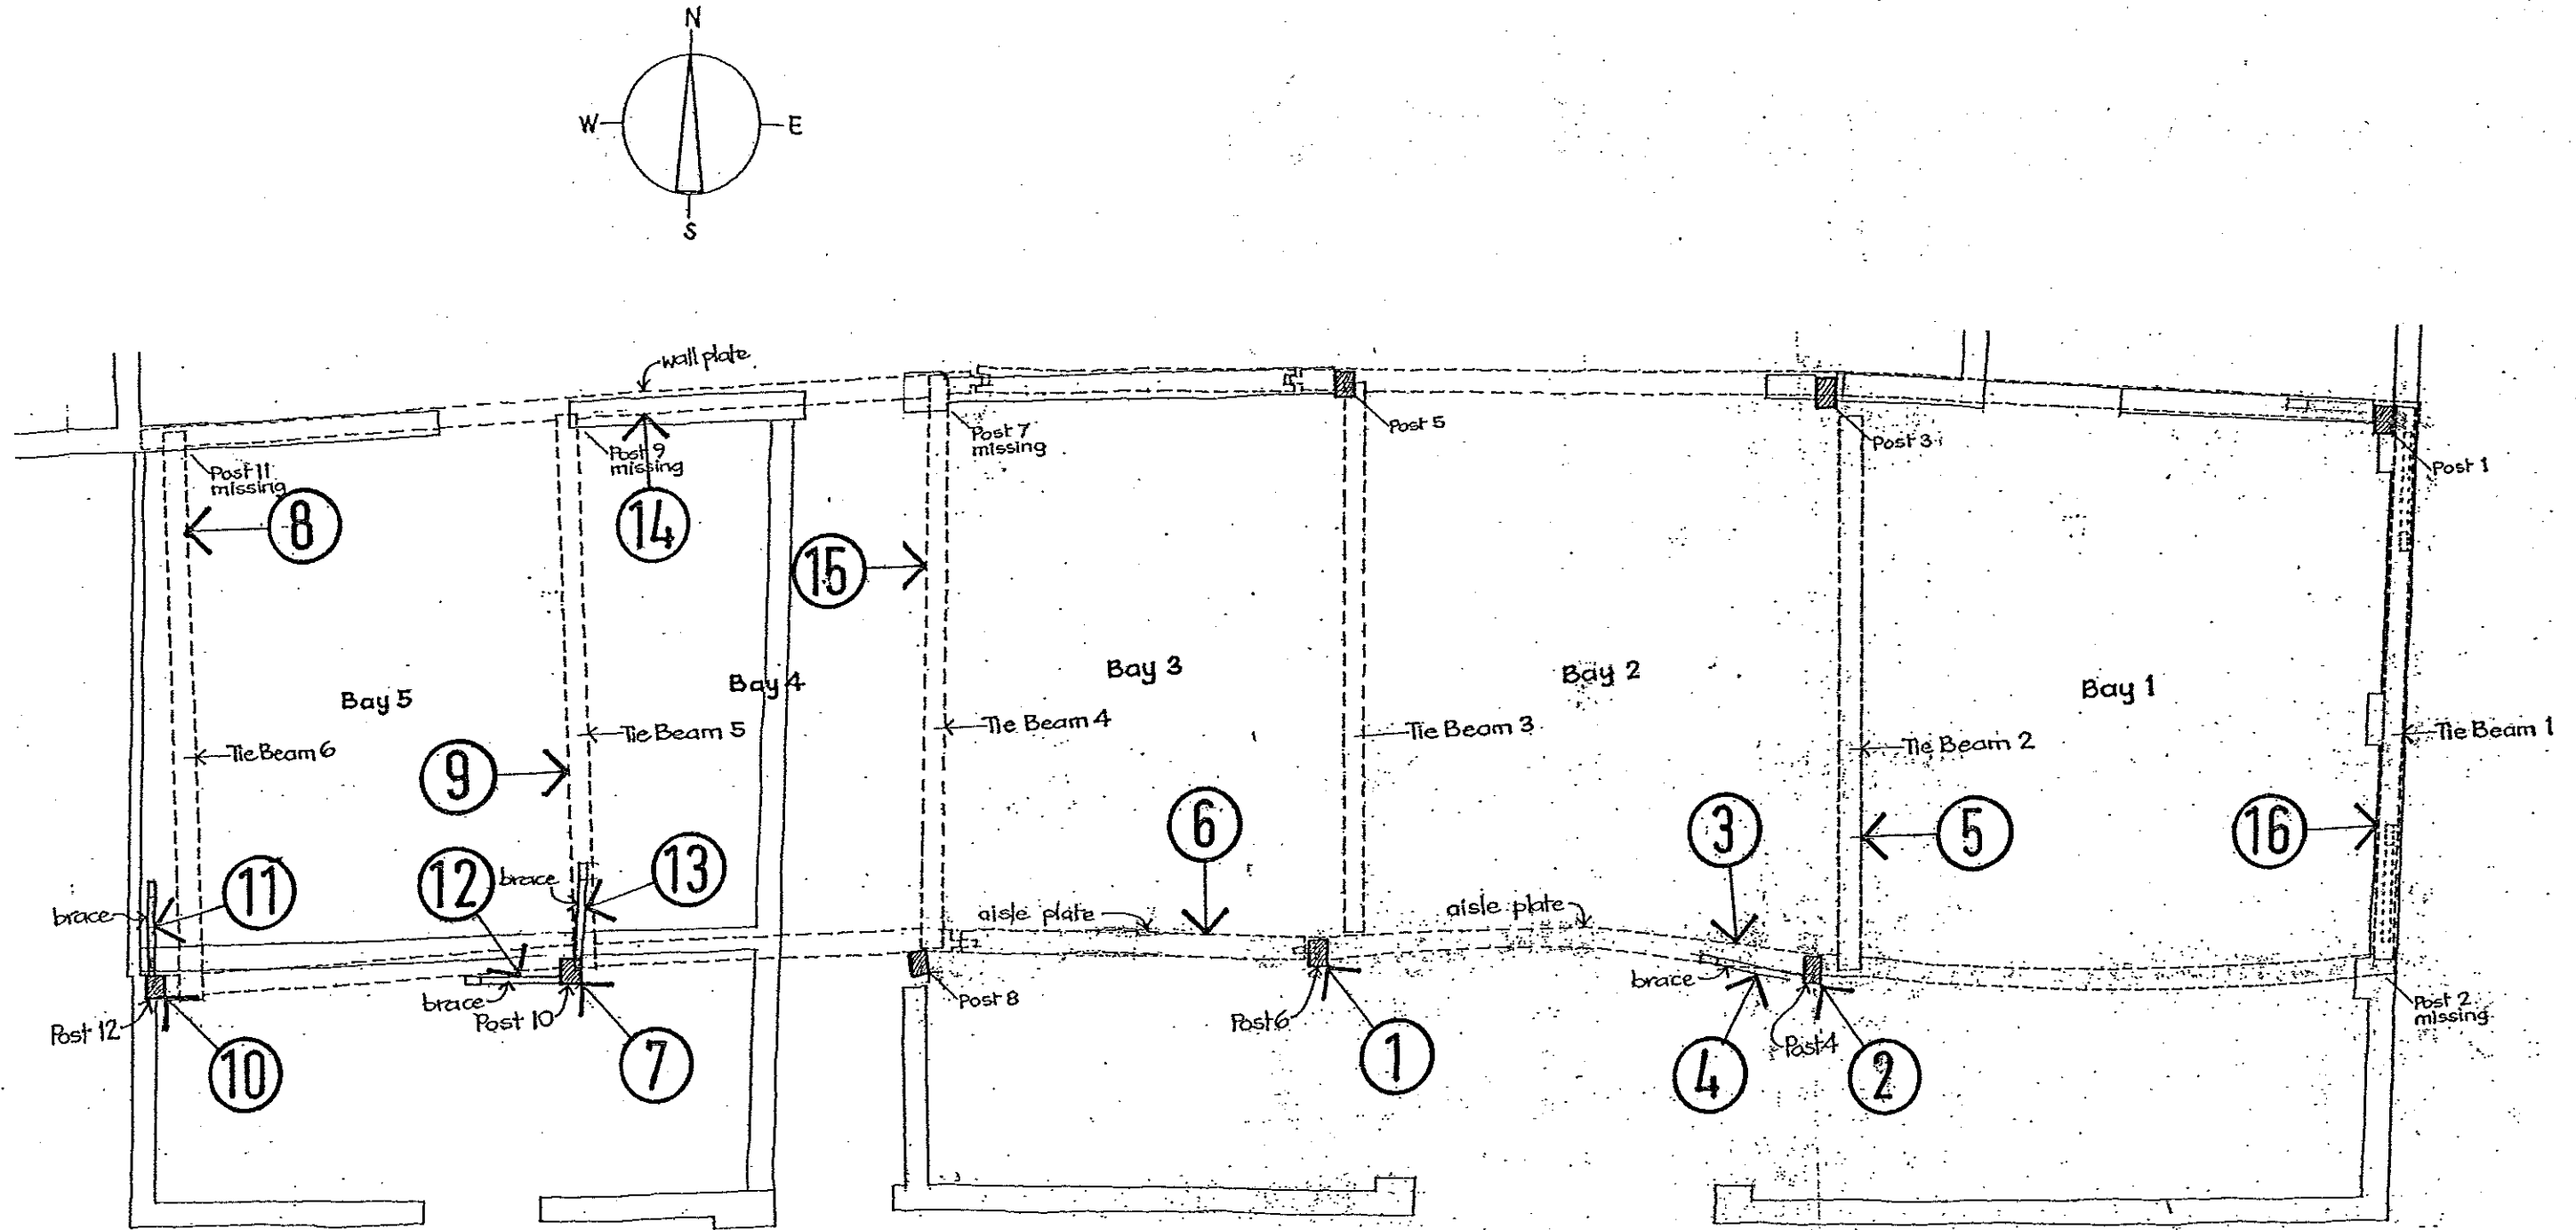 N
W E
S
wall plate
Post 11
missing
Post 9
missing
Post 7
missing
Post 5
Post 3
Post 1
8
14
15
Bay 5
Bay 4
Bay 3
Bay 2
Bay 1
Tie Beam 6
Tie Beam 5
Tie Beam 4
Tie Beam 3
Tie Beam 2
Tie Beam 1
9
6
3
5
16
11
12
brace
13
brace
aisle plate
aisle plate
brace
Post 12
brace
Post 10
Post 8
Post 6
brace
Post 4
Post 2
missing
10
7
1
4
2